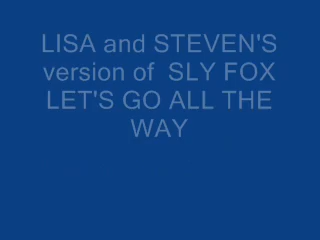 LISA and STEVEN'S
version of  SLY FOX
LET'S GO ALL THE
WAY